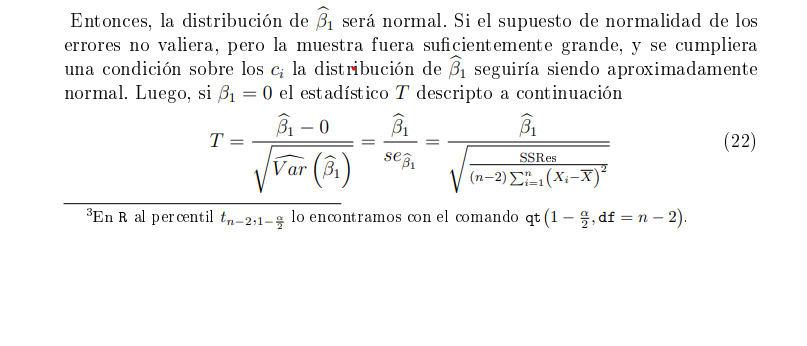 Entonces, la distribución de $\widehat{\beta}_1$ será normal. Si el supuesto de normalidad de los
errores no valiera, pero la muestra fuera suficientemente grande, y se cumpliera
una condición sobre los $c_i$ la distribución de $\widehat{\beta}_1$ seguiría siendo aproximadamente
normal. Luego, si $\beta_1 = 0$ el estadístico $T$ descripto a continuación
$T = \frac{\widehat{\beta}_1 - 0}{\sqrt{\widehat{Var}\left(\widehat{\beta}_1\right)}} = \frac{\widehat{\beta}_1}{se_{\widehat{\beta}_1}} = \frac{\widehat{\beta}_1}{\sqrt{\frac{\text{SSRes}}{(n-2)\sum_{i=1}^{n}\left(X_i - \overline{X}\right)^2}}}$ (22)
$^3$En R al percentil $t_{n-2,1-\frac{\alpha}{2}}$ lo encontramos con el comando qt$\left(1 - \frac{\alpha}{2}, \text{df} = n - 2\right)$.